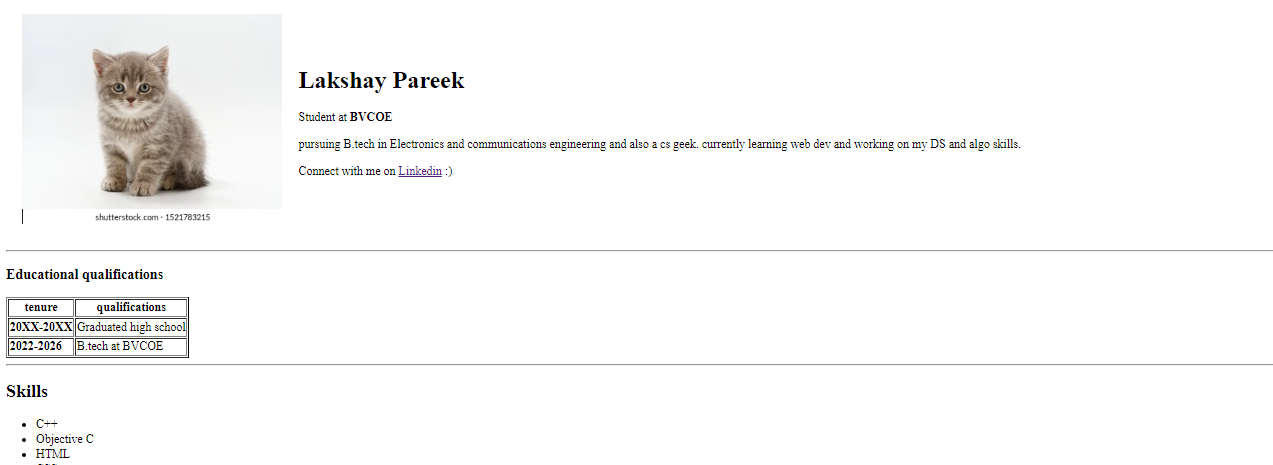 Lakshay Pareek
Student at BVCOE
pursuing B.tech in Electronics and communications engineering and also a cs geek. currently learning web dev and working on my DS and algo skills.
Connect with me on Linkedin :)
shutterstock.com · 1521783215
Educational qualifications
tenure qualifications
20XX-20XX Graduated high school
2022-2026 B.tech at BVCOE
Skills
C++
Objective C
HTML